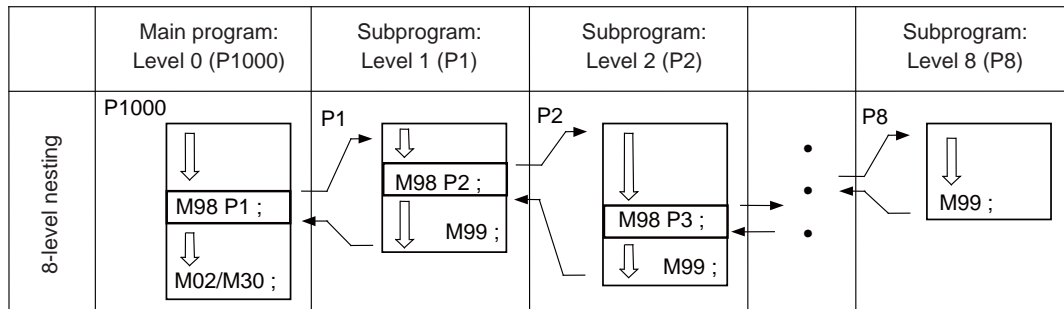 Main program:
Level 0 (P1000)
Subprogram:
Level 1 (P1)
Subprogram:
Level 2 (P2)
Subprogram:
Level 8 (P8)
8-level nesting
P1000
M98 P1 ;
M02/M30 ;
P1
M98 P2 ;
M99 ;
P2
M98 P3 ;
M99 ;
P8
M99 ;